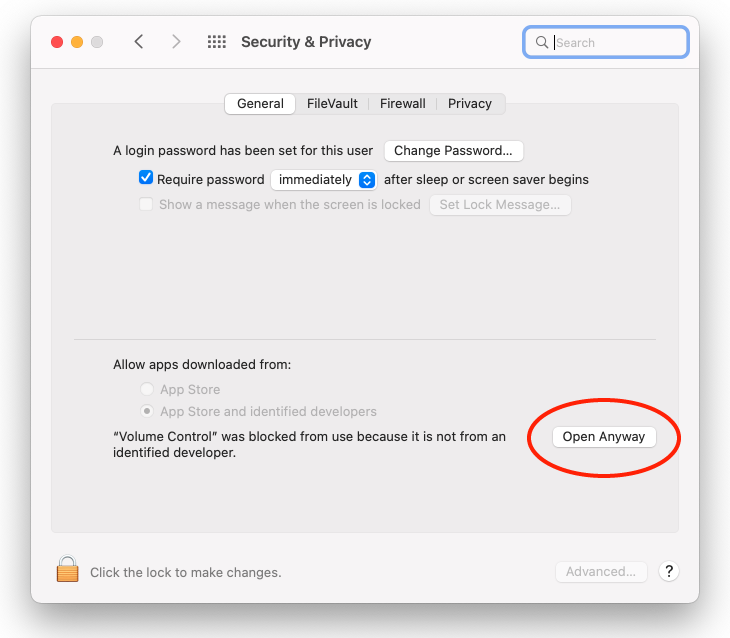 Security & Privacy
Search
General FileVault Firewall Privacy
A login password has been set for this user Change Password...
Require password immediately after sleep or screen saver begins
Show a message when the screen is locked Set Lock Message...
Allow apps downloaded from:
App Store
App Store and identified developers
“Volume Control” was blocked from use because it is not from an
identified developer.
Open Anyway
Click the lock to make changes.
Advanced...
?